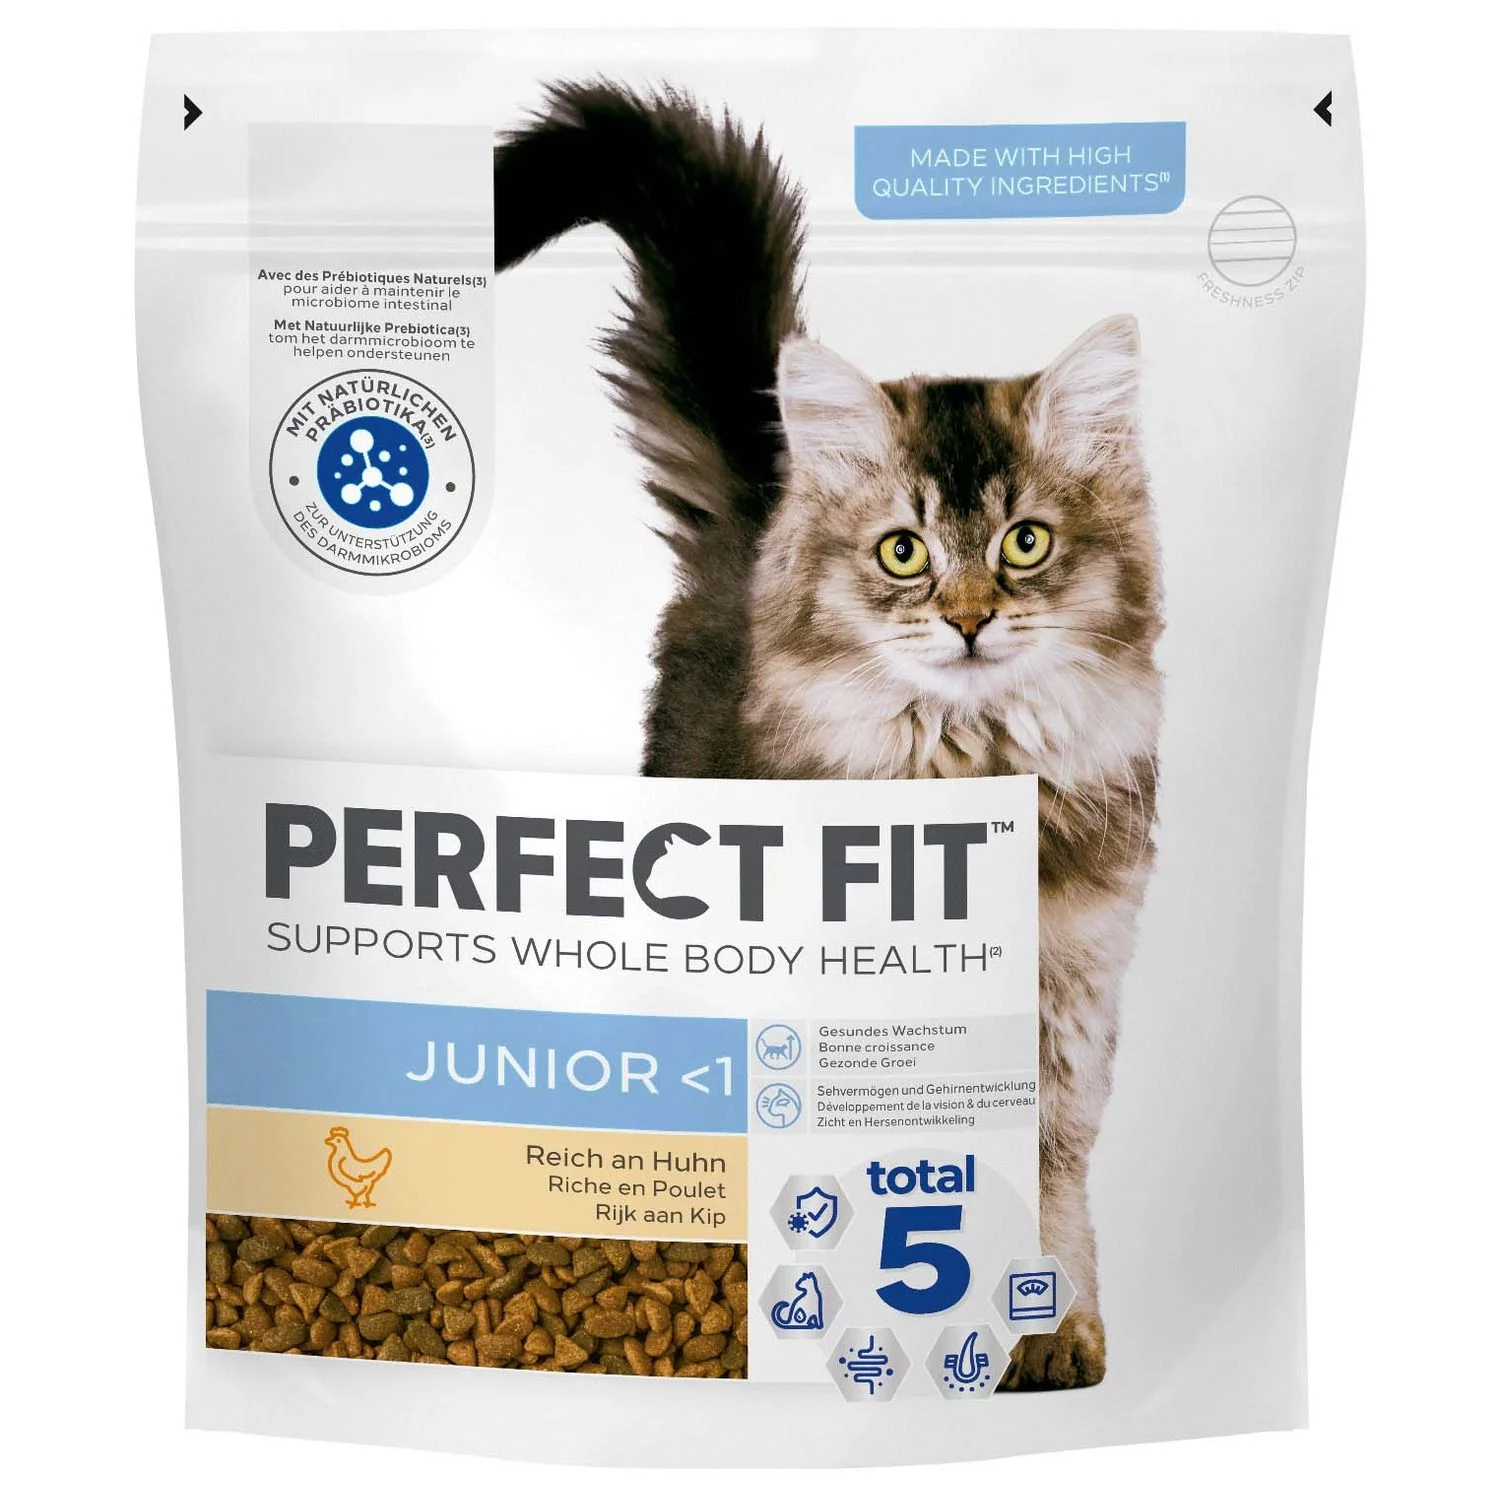 MADE WITH HIGH
QUALITY INGREDIENTS(1)
FRESHNESS ZIP
Avec des Prébiotiques Naturels(3)
pour aider à maintenir le
microbiome intestinal
Met Natuurlijke Prebiotica(3)
tom het darmmicrobioom te
helpen ondersteunen
MIT NATÜRLICHEN
PRÄBIOTIKA(3)
ZUR UNTERSTÜTZUNG
DES DARMMIKROBIOMS
PERFECT FIT™
SUPPORTS WHOLE BODY HEALTH(2)
JUNIOR <1
Gesundes Wachstum
Bonne croissance
Gezonde Groei
Sehvermögen und Gehirnentwicklung
Développement de la vision & du cerveau
Zicht en Hersenontwikkeling
Reich an Huhn
Riche en Poulet
Rijk aan Kip
total
5